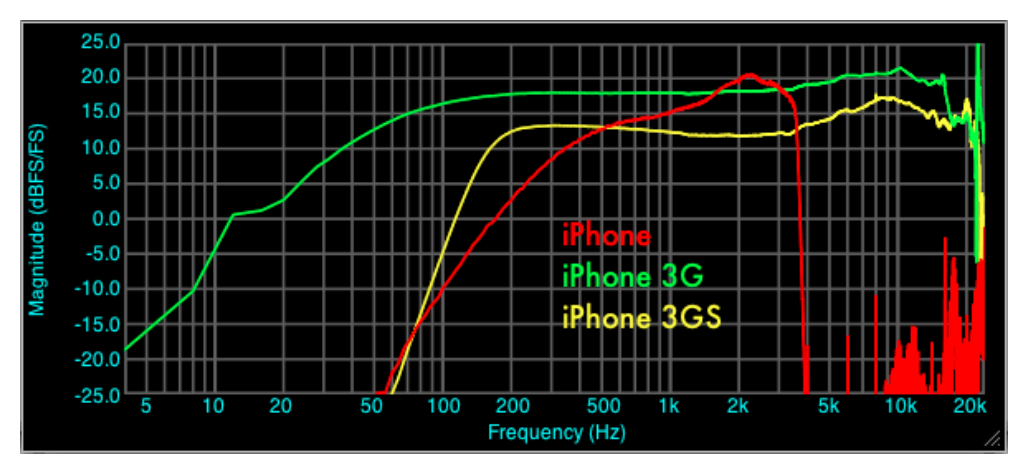 25.0
20.0
15.0
10.0
5.0
0.0
-5.0
-10.0
-15.0
-20.0
-25.0
Magnitude (dBFS/FS)
iPhone
iPhone 3G
iPhone 3GS
5 10 20 50 100 200 500 1k 2k 5k 10k 20k
Frequency (Hz)